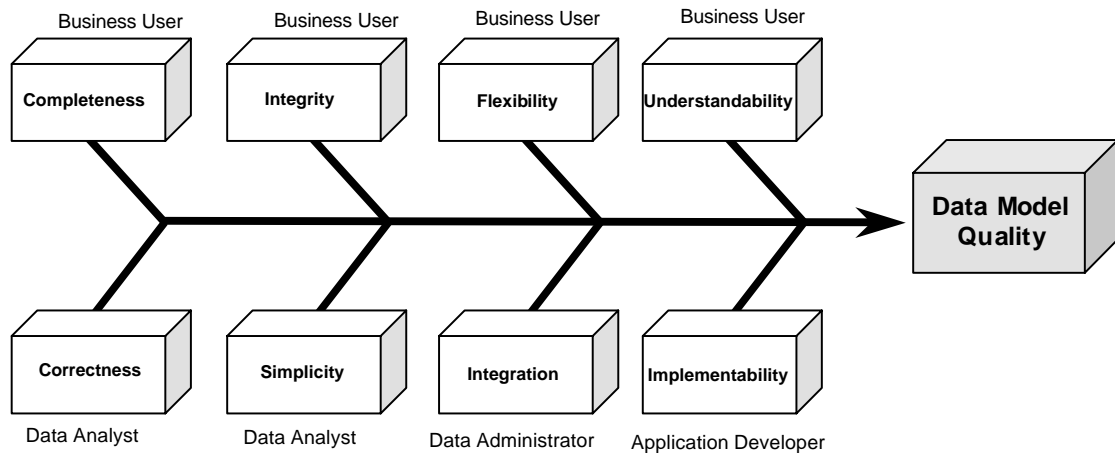 Business User
Business User
Business User
Business User
Completeness
Integrity
Flexibility
Understandability
Data Model
Quality
Correctness
Simplicity
Integration
Implementability
Data Analyst
Data Analyst
Data Administrator
Application Developer